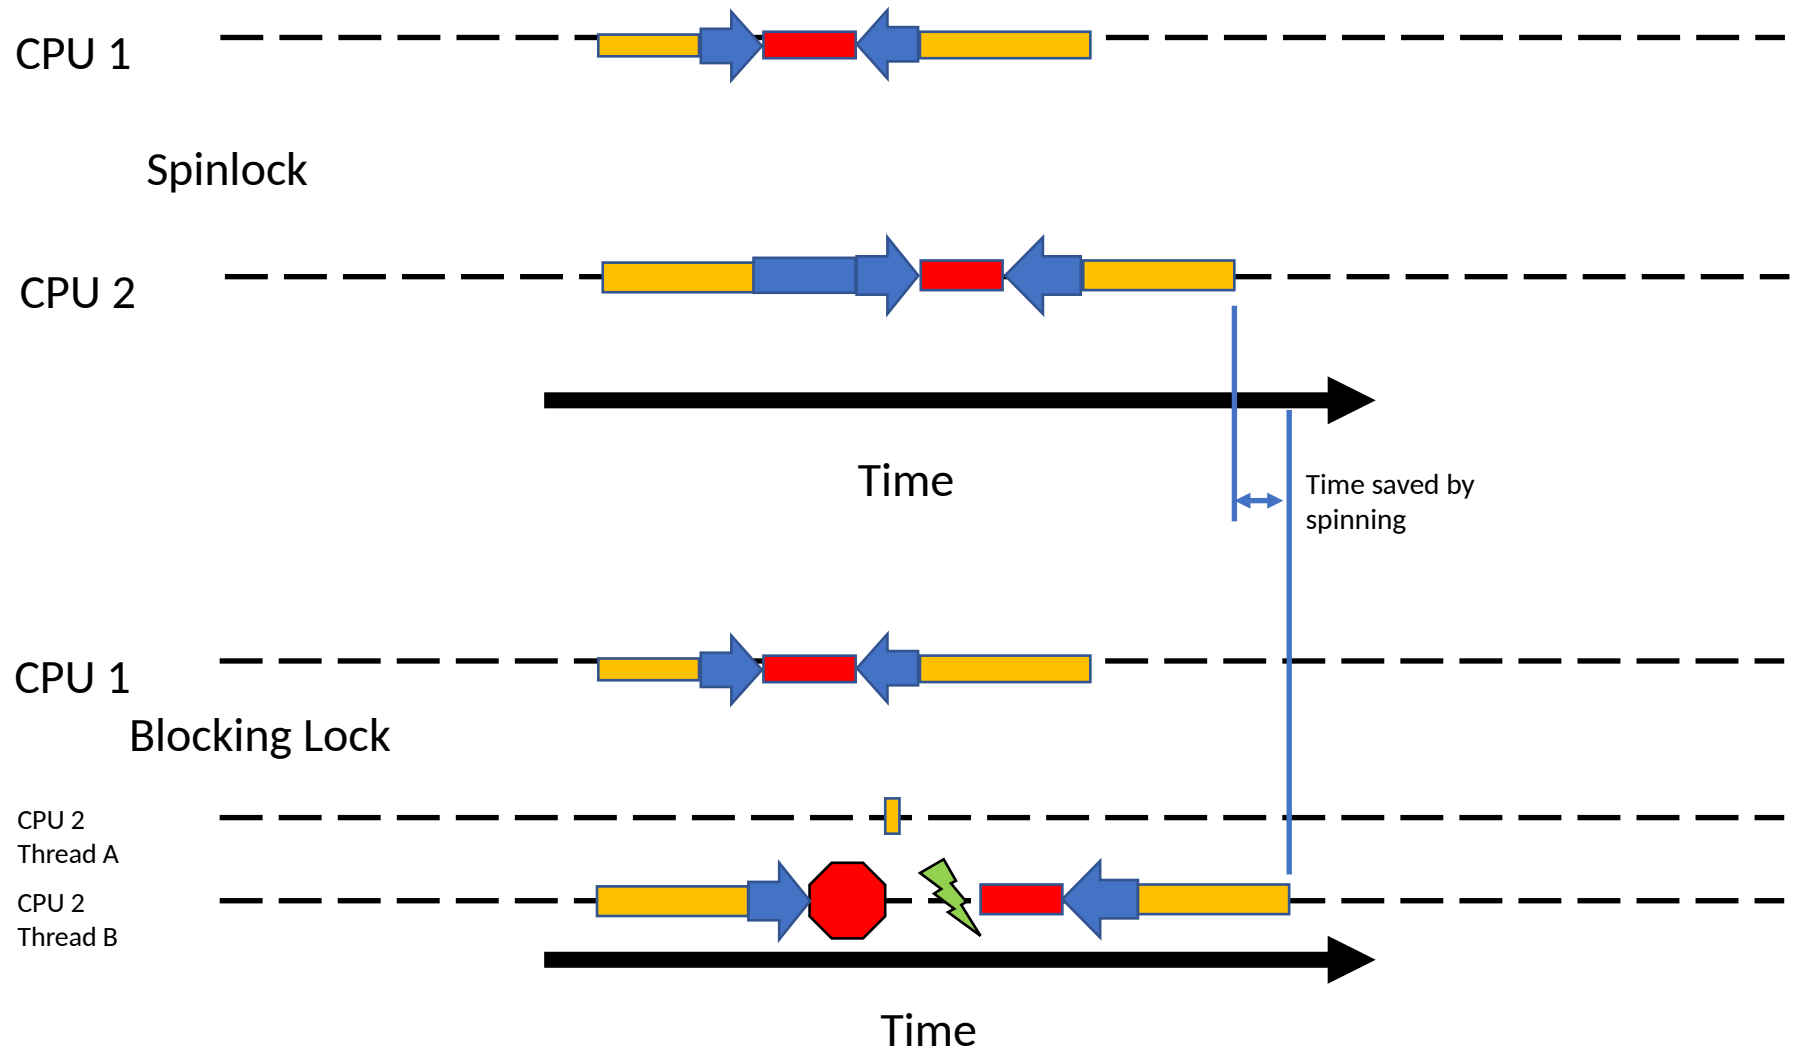 CPU 1
Spinlock
CPU 2
Time
Time saved by
spinning
CPU 1
Blocking Lock
CPU 2
Thread A
CPU 2
Thread B
Time